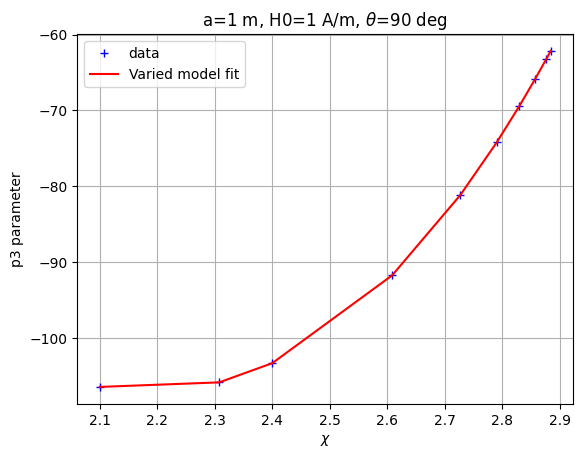 a=1 m, H0=1 A/m, θ=90 deg
data
Varied model fit
p3 parameter
−60
−70
−80
−90
−100
2.1 2.2 2.3 2.4 2.5 2.6 2.7 2.8 2.9
χ